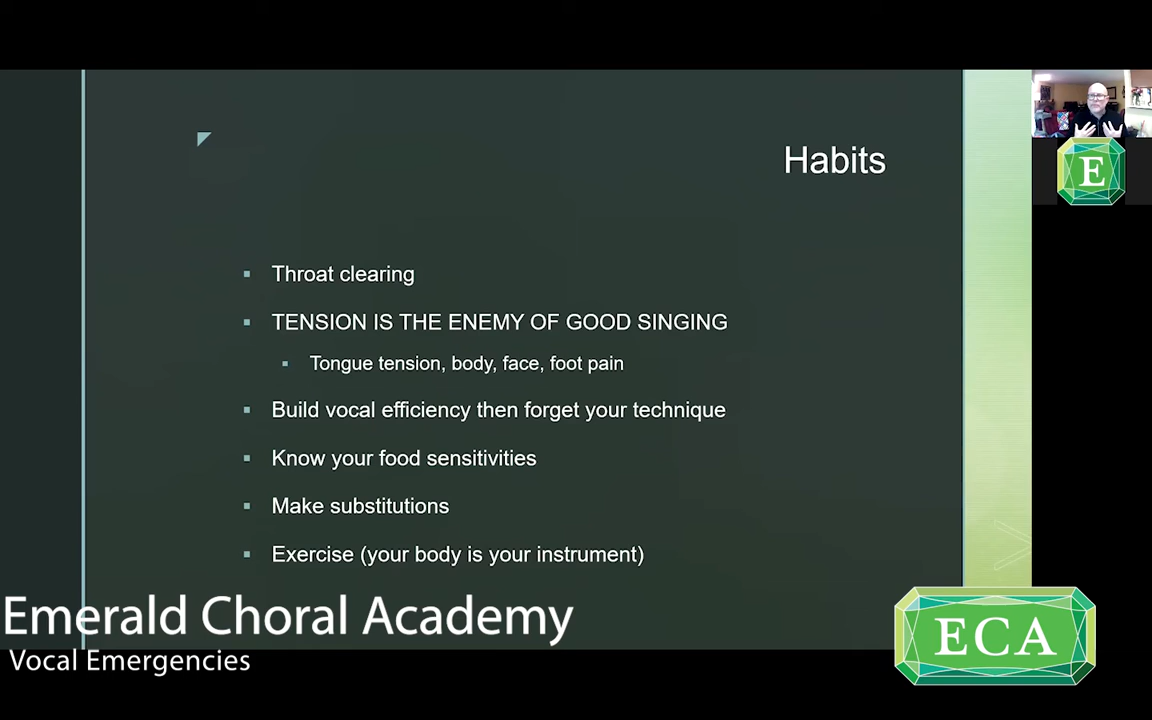 Habits
Throat clearing
TENSION IS THE ENEMY OF GOOD SINGING
Tongue tension, body, face, foot pain
Build vocal efficiency then forget your technique
Know your food sensitivities
Make substitutions
Exercise (your body is your instrument)
E
Emerald Choral Academy
Vocal Emergencies
ECA